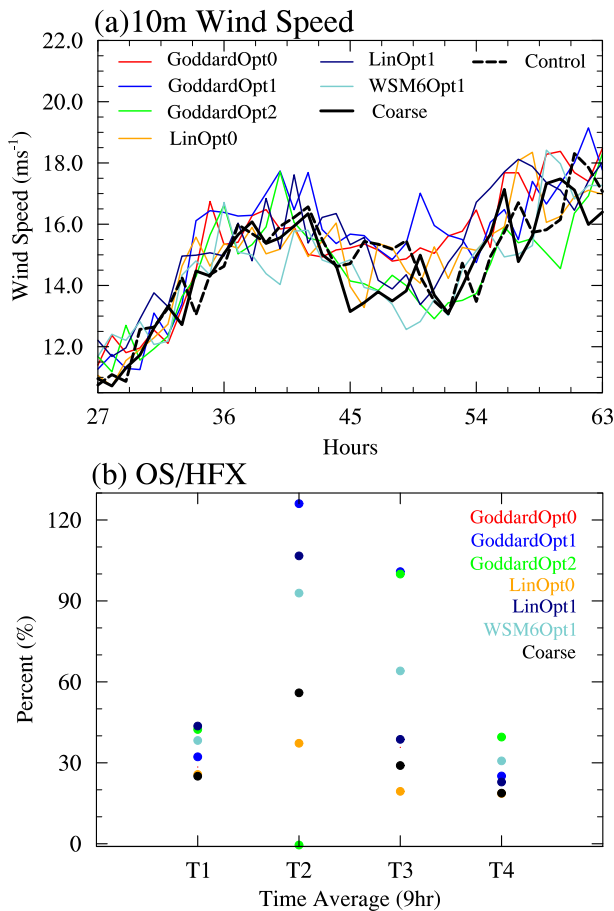 (a)10m Wind Speed
22.0
20.0
18.0
16.0
14.0
12.0
Wind Speed (ms⁻¹)
GoddardOpt0
GoddardOpt1
GoddardOpt2
LinOpt0
LinOpt1
WSM6Opt1
Coarse
Control
27
36
45
54
63
Hours
(b) OS/HFX
120
90
60
30
0
Percent (%)
GoddardOpt0
GoddardOpt1
GoddardOpt2
LinOpt0
LinOpt1
WSM6Opt1
Coarse
T1
T2
T3
T4
Time Average (9hr)